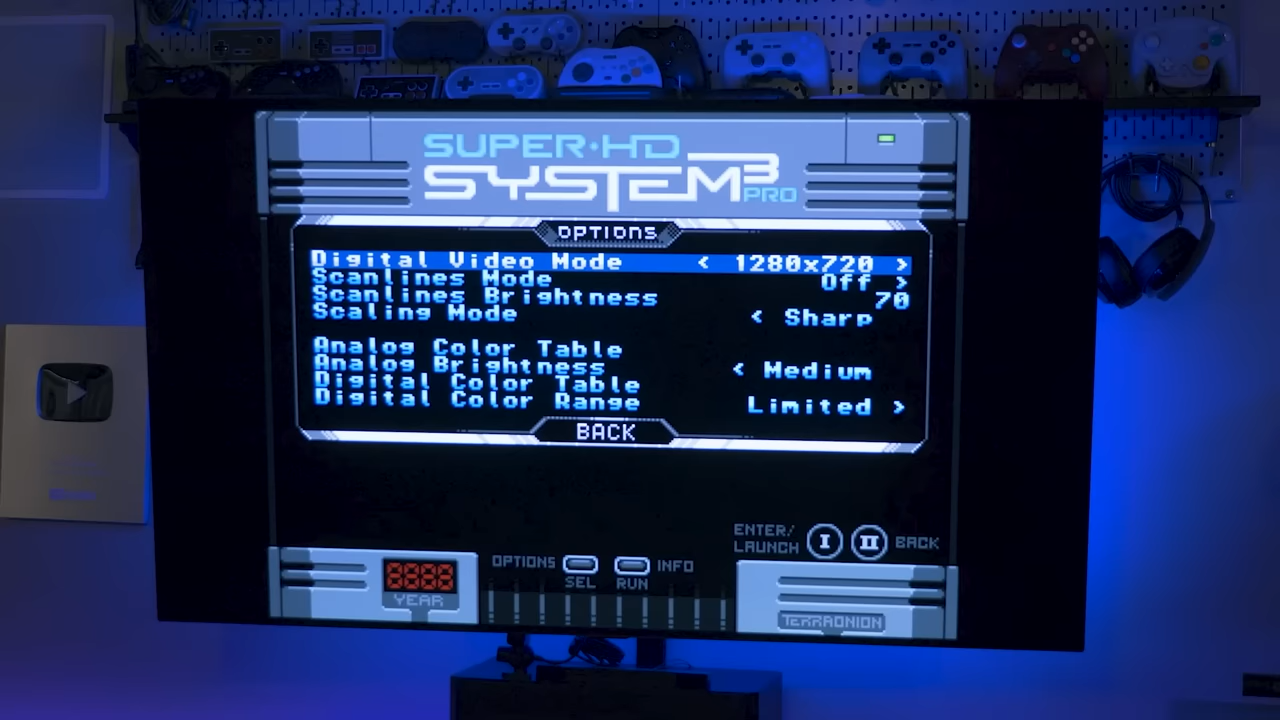 SUPER·HD
SYSTEM3
PRO
OPTIONS
Digital Video Mode < 1280x720 >
Scanlines Mode Off >
Scanlines Brightness 70
Scaling Mode < Sharp
Analog Color Table
Analog Brightness < Medium
Digital Color Table
Digital Color Range Limited >
BACK
ENTER/
LAUNCH I II BACK
OPTIONS INFO
SEL RUN
8888
YEAR
TERRAONION